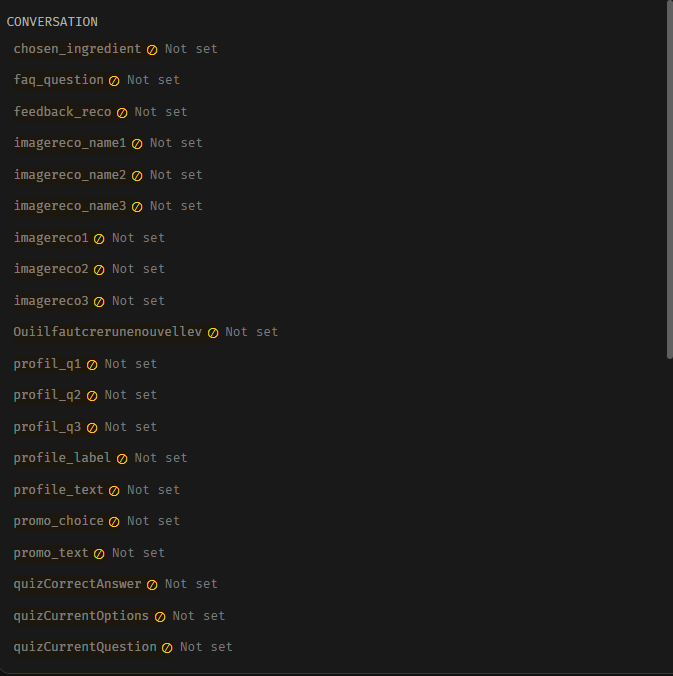 CONVERSATION
chosen_ingredient Not set
faq_question Not set
feedback_reco Not set
imagereco_name1 Not set
imagereco_name2 Not set
imagereco_name3 Not set
imagereco1 Not set
imagereco2 Not set
imagereco3 Not set
Ouiilfautcrerunenouvellev Not set
profil_q1 Not set
profil_q2 Not set
profil_q3 Not set
profile_label Not set
profile_text Not set
promo_choice Not set
promo_text Not set
quizCorrectAnswer Not set
quizCurrentOptions Not set
quizCurrentQuestion Not set